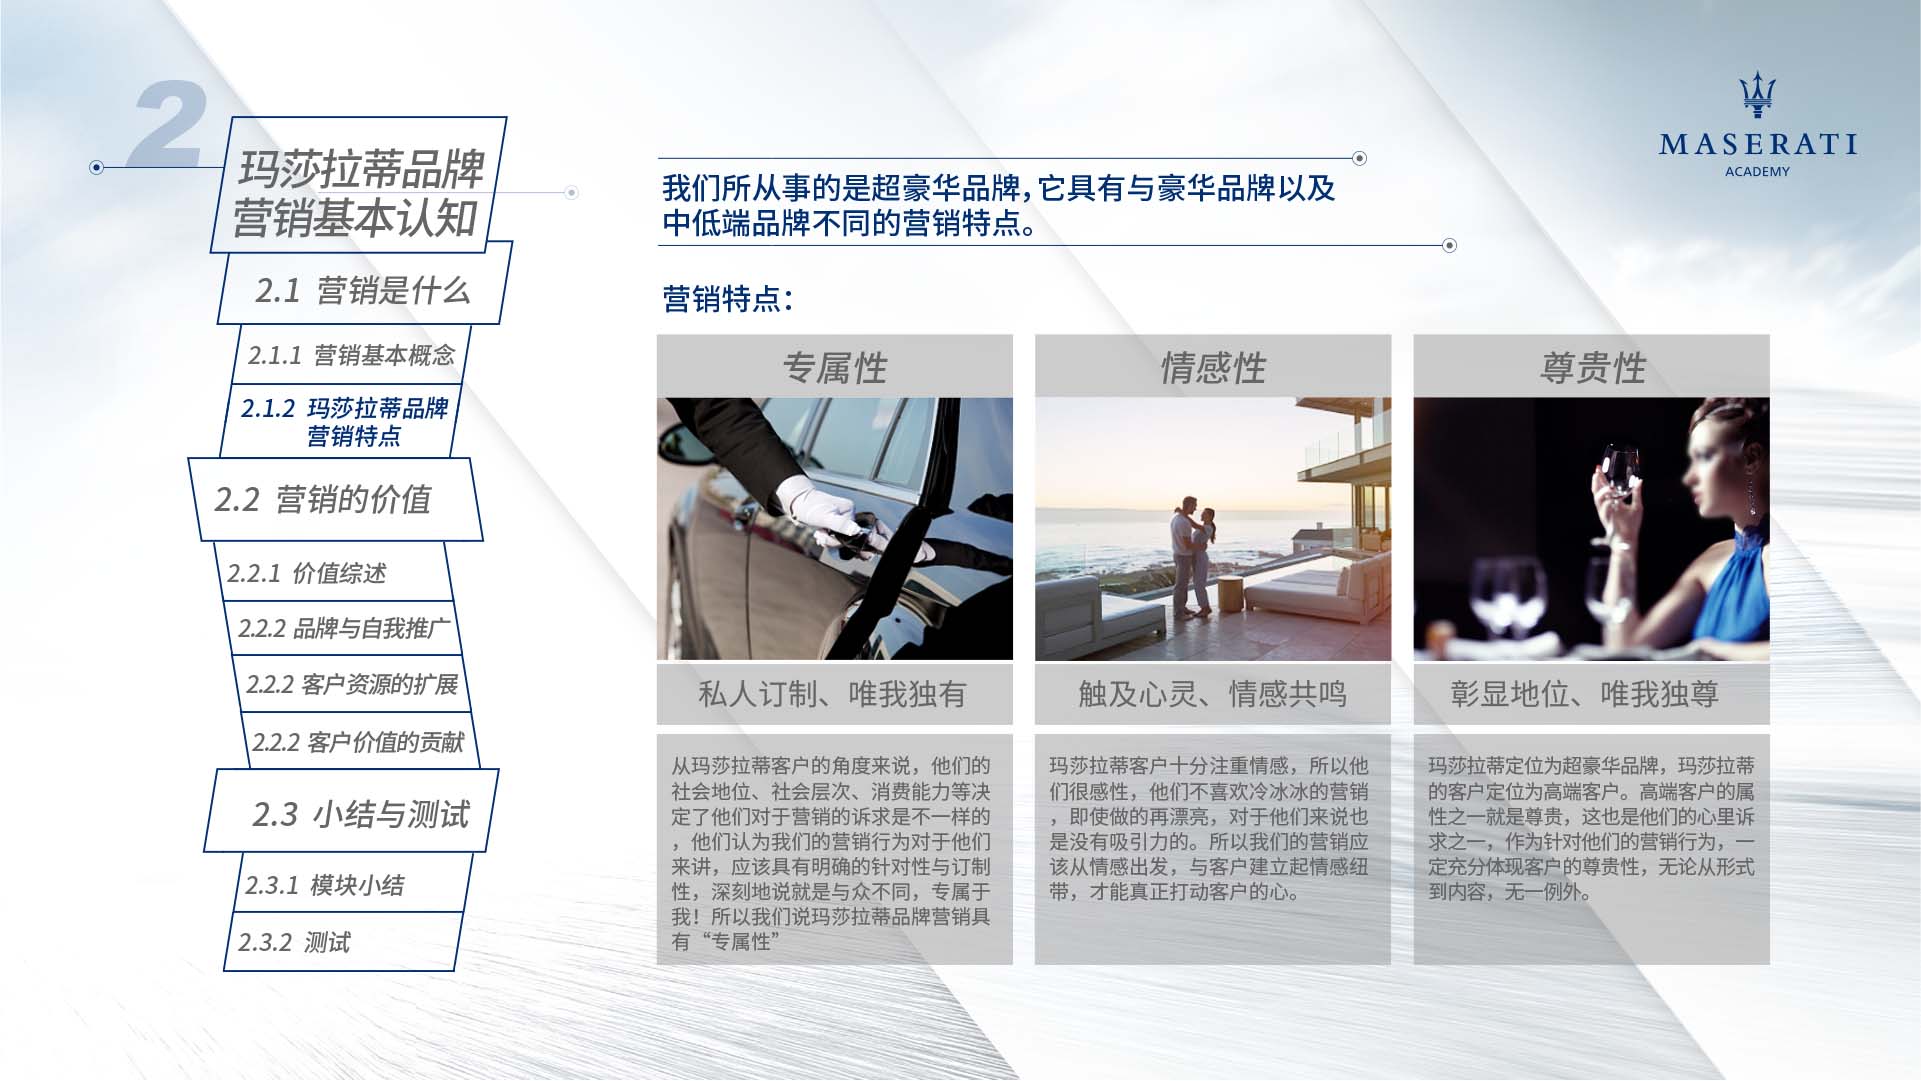 2
玛莎拉蒂品牌
营销基本认知
2.1 营销是什么
2.1.1 营销基本概念
2.1.2 玛莎拉蒂品牌
营销特点
2.2 营销的价值
2.2.1 价值综述
2.2.2 品牌与自我推广
2.2.2 客户资源的扩展
2.2.2 客户价值的贡献
2.3 小结与测试
2.3.1 模块小结
2.3.2 测试
MASERATI
ACADEMY
我们所从事的是超豪华品牌，它具有与豪华品牌以及
中低端品牌不同的营销特点。
营销特点：
专属性
私人订制、唯我独有
从玛莎拉蒂客户的角度来说，他们的
社会地位、社会层次、消费能力等决
定了他们对于营销的诉求是不一样的
，他们认为我们的营销行为对于他们
来讲，应该具有明确的针对性与订制
性，深刻地说就是与众不同，专属于
我！所以我们说玛莎拉蒂品牌营销具
有“专属性”
情感性
触及心灵、情感共鸣
玛莎拉蒂客户十分注重情感，所以他
们很感性，他们不喜欢冷冰冰的营销
，即使做的再漂亮，对于他们来说也
是没有吸引力的。所以我们的营销应
该从情感出发，与客户建立起情感纽
带，才能真正打动客户的心。
尊贵性
彰显地位、唯我独尊
玛莎拉蒂定位为超豪华品牌，玛莎拉蒂
的客户定位为高端客户。高端客户的属
性之一就是尊贵，这也是他们的心里诉
求之一，作为针对他们的营销行为，一
定充分体现客户的尊贵性，无论从形式
到内容，无一例外。